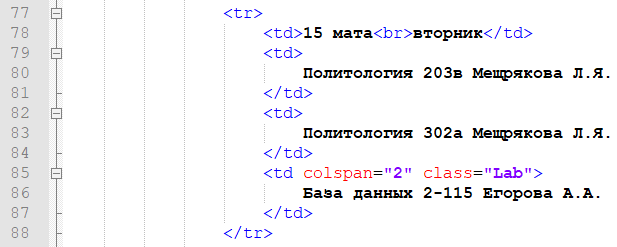 77 <tr>
78 <td>15 мата<br>вторник</td>
79 <td>
80 Политология 203в Мещрякова Л.Я.
81 </td>
82 <td>
83 Политология 302а Мещрякова Л.Я.
84 </td>
85 <td colspan="2" class="Lab">
86 База данных 2-115 Егорова А.А.
87 </td>
88 </tr>